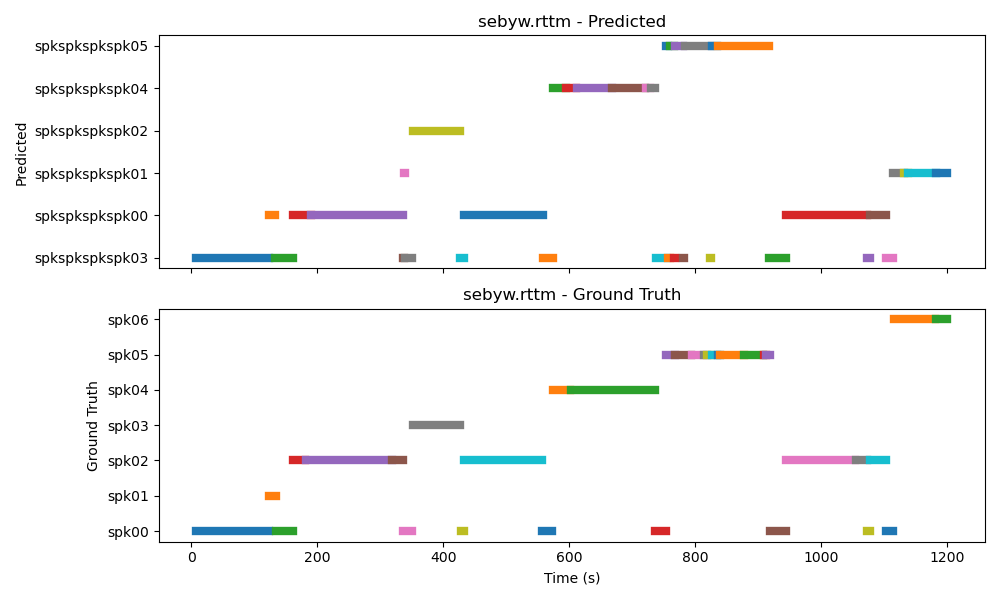 sebyw.rttm - Predicted
spkspkspkspk05
spkspkspkspk04
spkspkspkspk02
spkspkspkspk01
spkspkspkspk00
spkspkspkspk03
Predicted
sebyw.rttm - Ground Truth
spk06
spk05
spk04
spk03
spk02
spk01
spk00
Ground Truth
0 200 400 600 800 1000 1200
Time (s)